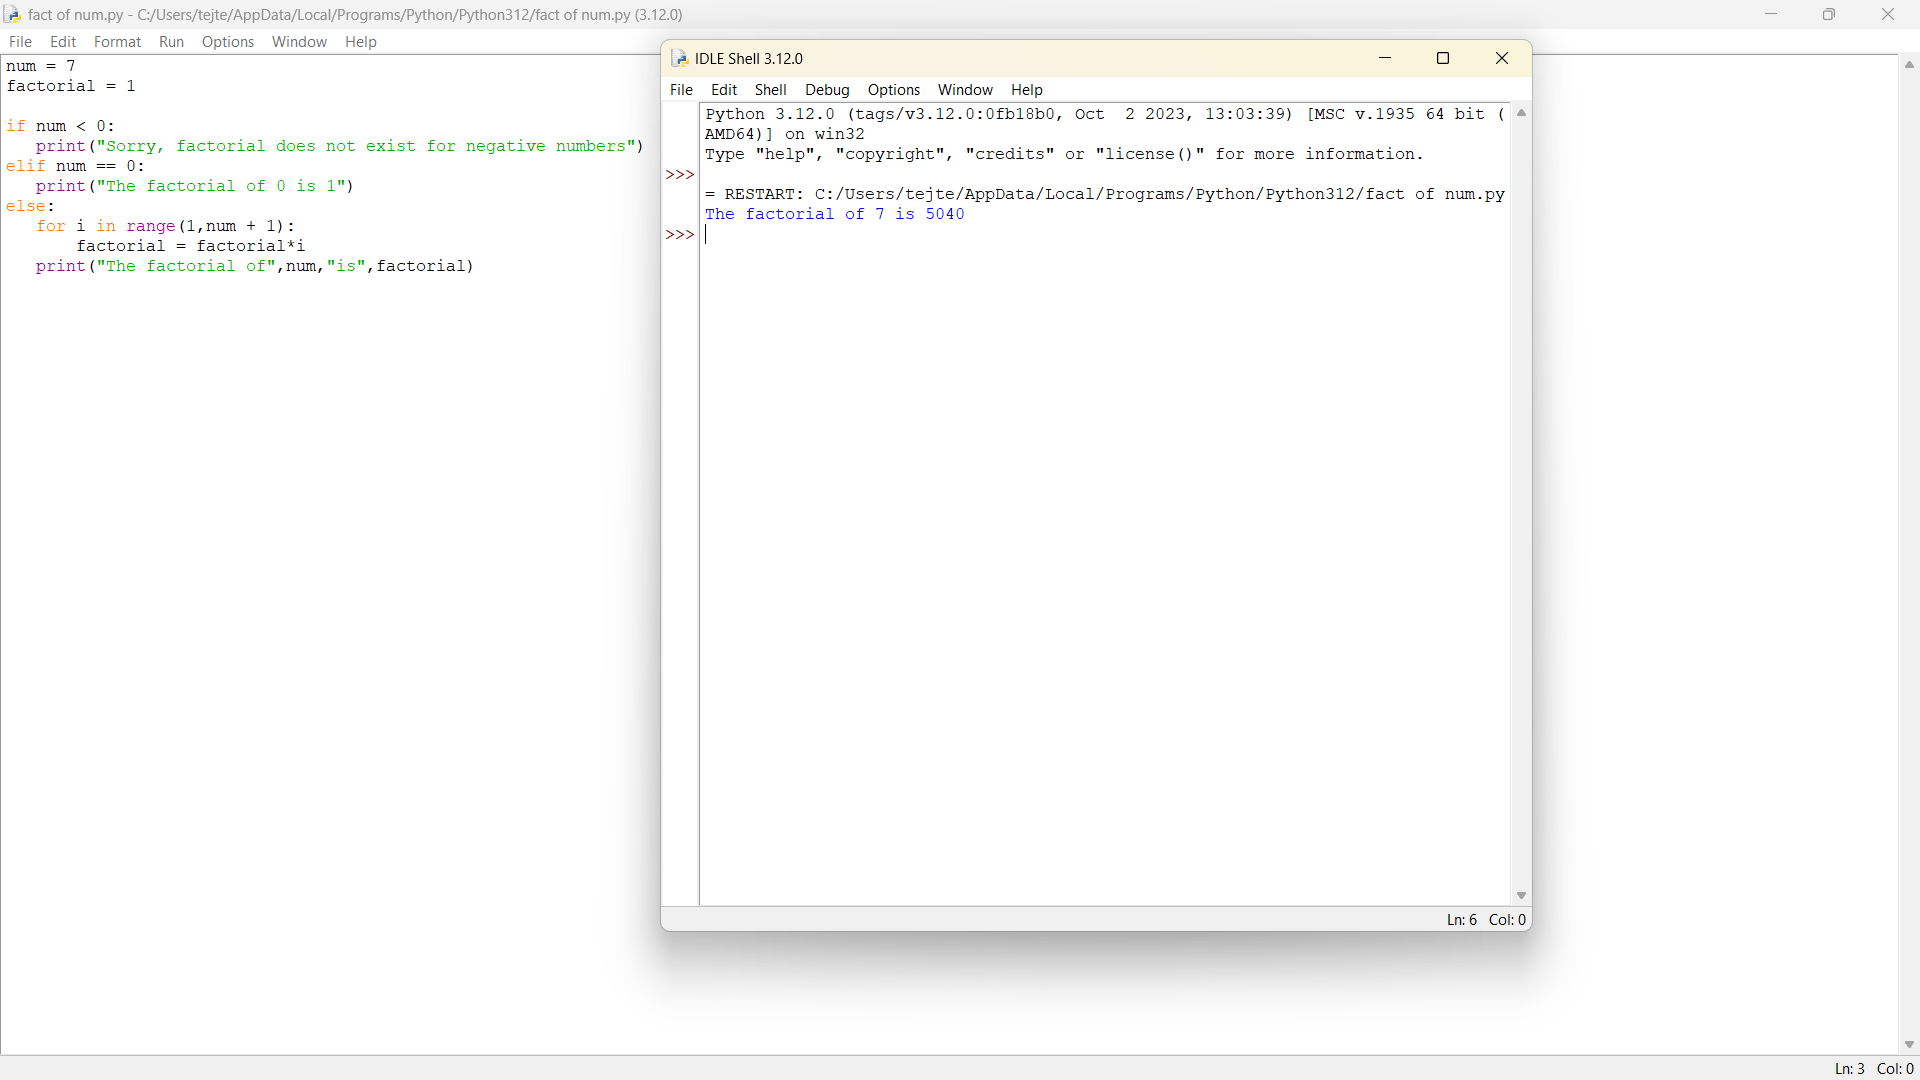 fact of num.py - C:/Users/tejte/AppData/Local/Programs/Python/Python312/fact of num.py (3.12.0)
File Edit Format Run Options Window Help
num = 7
factorial = 1
if num < 0:
   print("Sorry, factorial does not exist for negative numbers")
elif num == 0:
   print("The factorial of 0 is 1")
else:
   for i in range(1,num + 1):
       factorial = factorial*i
   print("The factorial of",num,"is",factorial)
IDLE Shell 3.12.0
File Edit Shell Debug Options Window Help
Python 3.12.0 (tags/v3.12.0:0fb18b0, Oct  2 2023, 13:03:39) [MSC v.1935 64 bit (
AMD64)] on win32
Type "help", "copyright", "credits" or "license()" for more information.
>>>
= RESTART: C:/Users/tejte/AppData/Local/Programs/Python/Python312/fact of num.py
The factorial of 7 is 5040
>>>
Ln: 6 Col: 0
Ln: 3 Col: 0